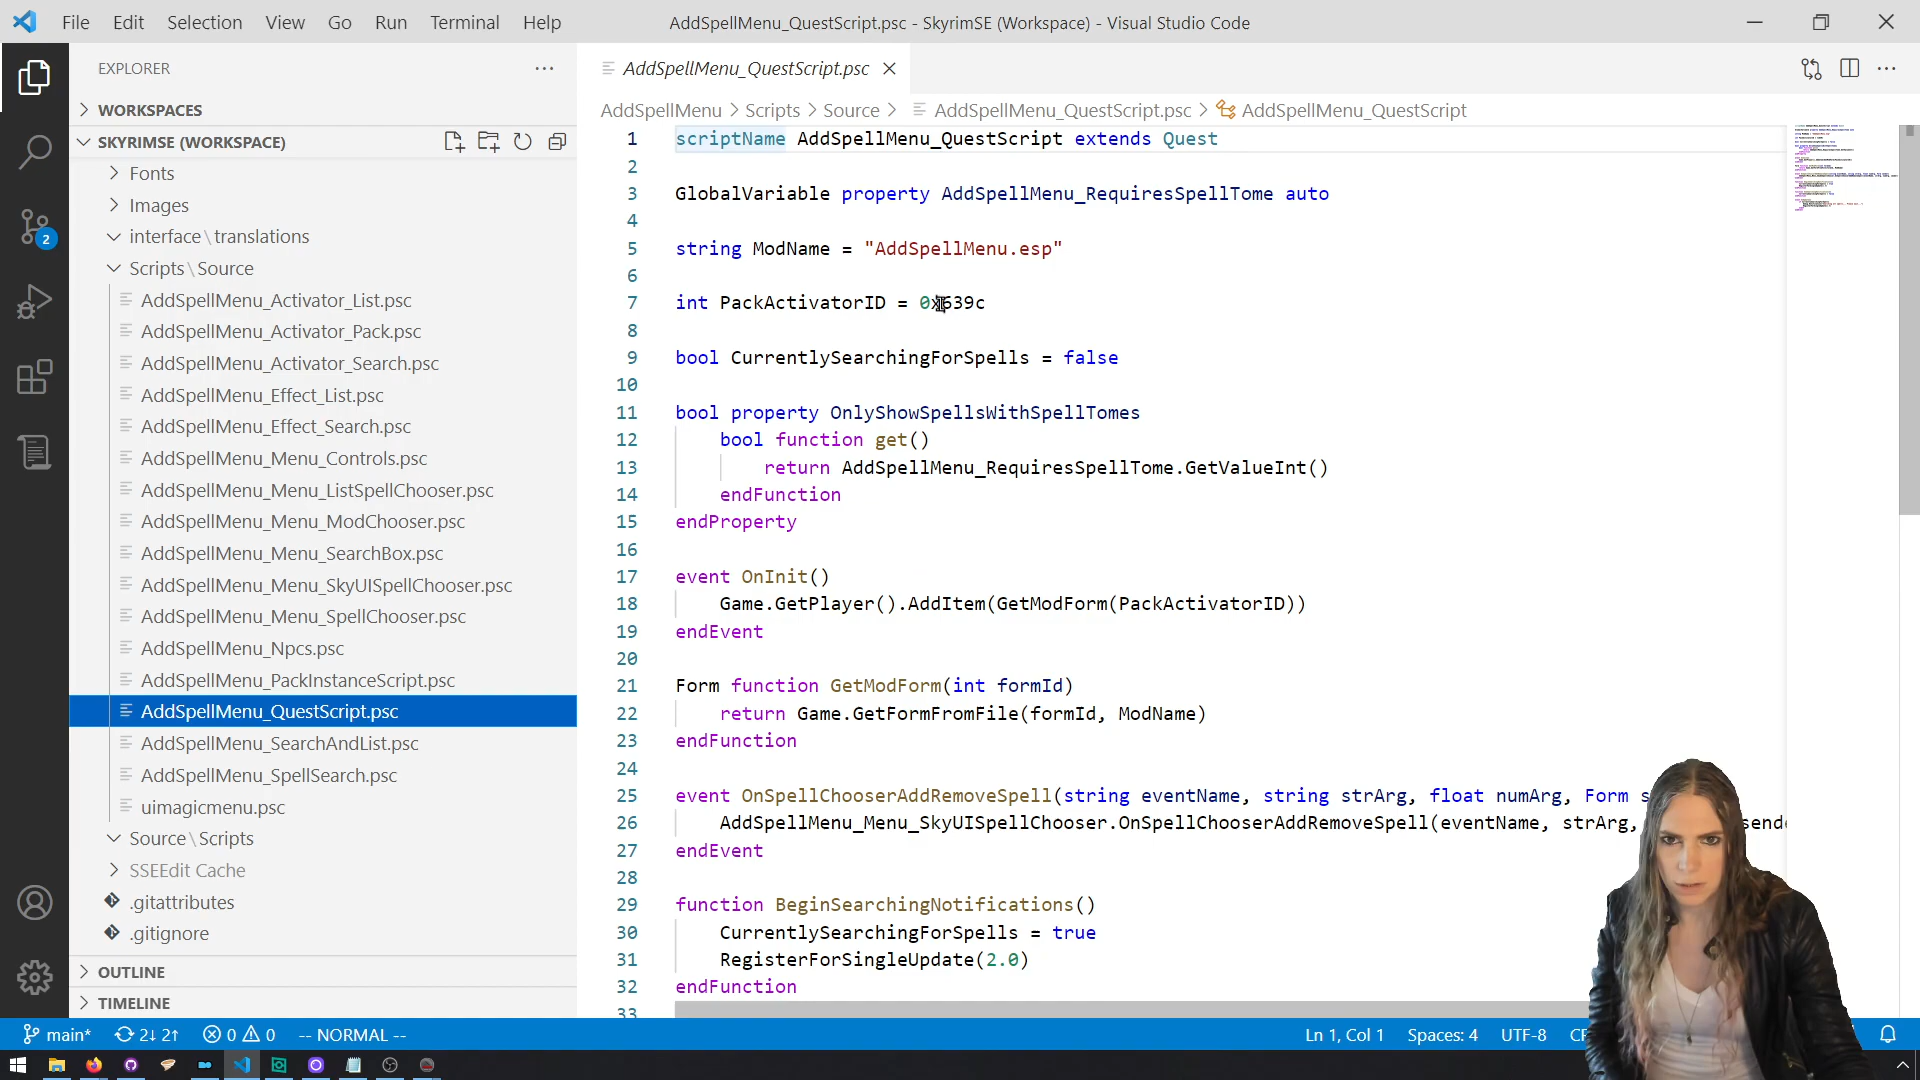 File Edit Selection View Go Run Terminal Help
AddSpellMenu_QuestScript.psc - SkyrimSE (Workspace) - Visual Studio Code
EXPLORER
WORKSPACES
SKYRIMSE (WORKSPACE)
Fonts
Images
interface\translations
Scripts\Source
AddSpellMenu_Activator_List.psc
AddSpellMenu_Activator_Pack.psc
AddSpellMenu_Activator_Search.psc
AddSpellMenu_Effect_List.psc
AddSpellMenu_Effect_Search.psc
AddSpellMenu_Menu_Controls.psc
AddSpellMenu_Menu_ListSpellChooser.psc
AddSpellMenu_Menu_ModChooser.psc
AddSpellMenu_Menu_SearchBox.psc
AddSpellMenu_Menu_SkyUISpellChooser.psc
AddSpellMenu_Menu_SpellChooser.psc
AddSpellMenu_Npcs.psc
AddSpellMenu_PackInstanceScript.psc
AddSpellMenu_QuestScript.psc
AddSpellMenu_SearchAndList.psc
AddSpellMenu_SpellSearch.psc
uimagicmenu.psc
Source\Scripts
SSEEdit Cache
.gitattributes
.gitignore
OUTLINE
TIMELINE
2
AddSpellMenu_QuestScript.psc
AddSpellMenu > Scripts > Source > AddSpellMenu_QuestScript.psc > AddSpellMenu_QuestScript
1 scriptName AddSpellMenu_QuestScript extends Quest
2
3 GlobalVariable property AddSpellMenu_RequiresSpellTome auto
4
5 string ModName = "AddSpellMenu.esp"
6
7 int PackActivatorID =
8
9 bool CurrentlySearchingForSpells = false
10
11 bool property OnlyShowSpellsWithSpellTomes
12 bool function get()
13 return AddSpellMenu_RequiresSpellTome.GetValueInt()
14 endFunction
15 endProperty
16
17 event OnInit()
18 Game.GetPlayer().AddItem(GetModForm(PackActivatorID))
19 endEvent
20
21 Form function GetModForm(int formId)
22 return Game.GetFormFromFile(formId, ModName)
23 endFunction
24
25 event OnSpellChooserAddRemoveSpell(string eventName, string strArg, float numArg, Form s
26 AddSpellMenu_Menu_SkyUISpellChooser.OnSpellChooserAddRemoveSpell(eventName, strArg, sende
27 endEvent
28
29 function BeginSearchingNotifications()
30 CurrentlySearchingForSpells = true
31 RegisterForSingleUpdate(2.0)
32 endFunction
33
main* 2↓ 2↑ 0 0 -- NORMAL -- Ln 1, Col 1 Spaces: 4 UTF-8